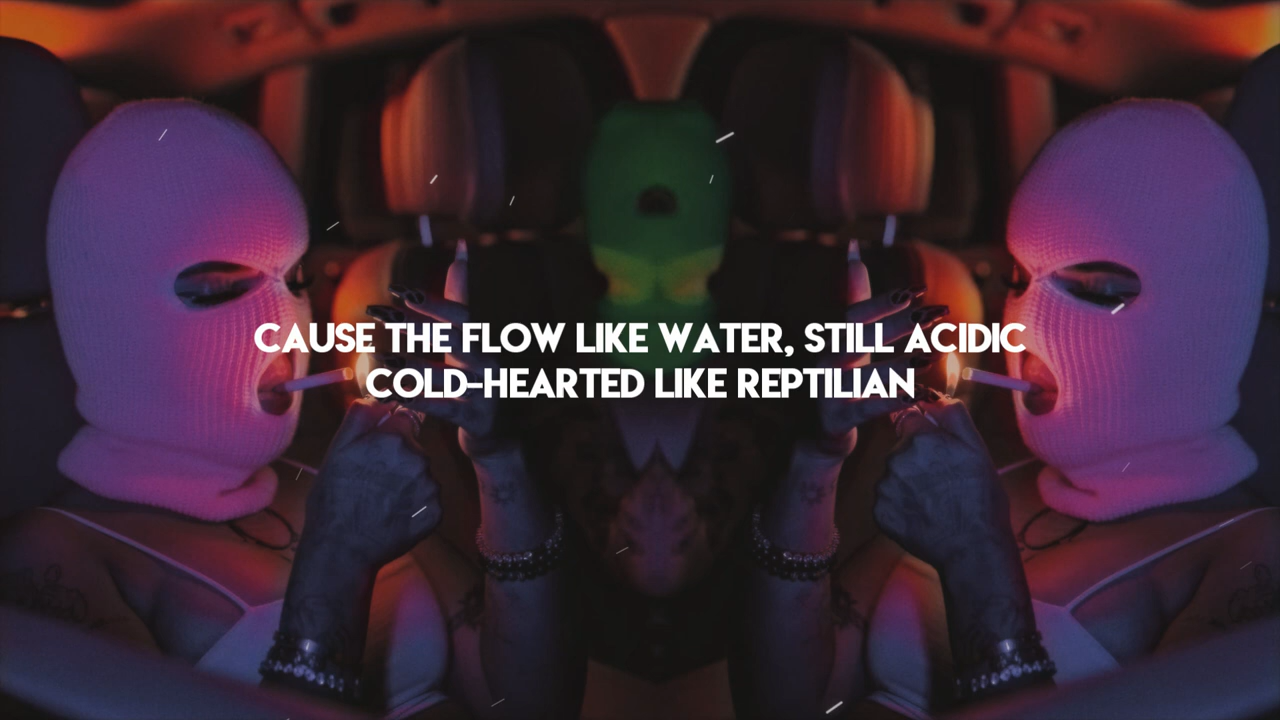 CAUSE THE FLOW LIKE WATER, STILL ACIDIC
COLD-HEARTED LIKE REPTILIAN